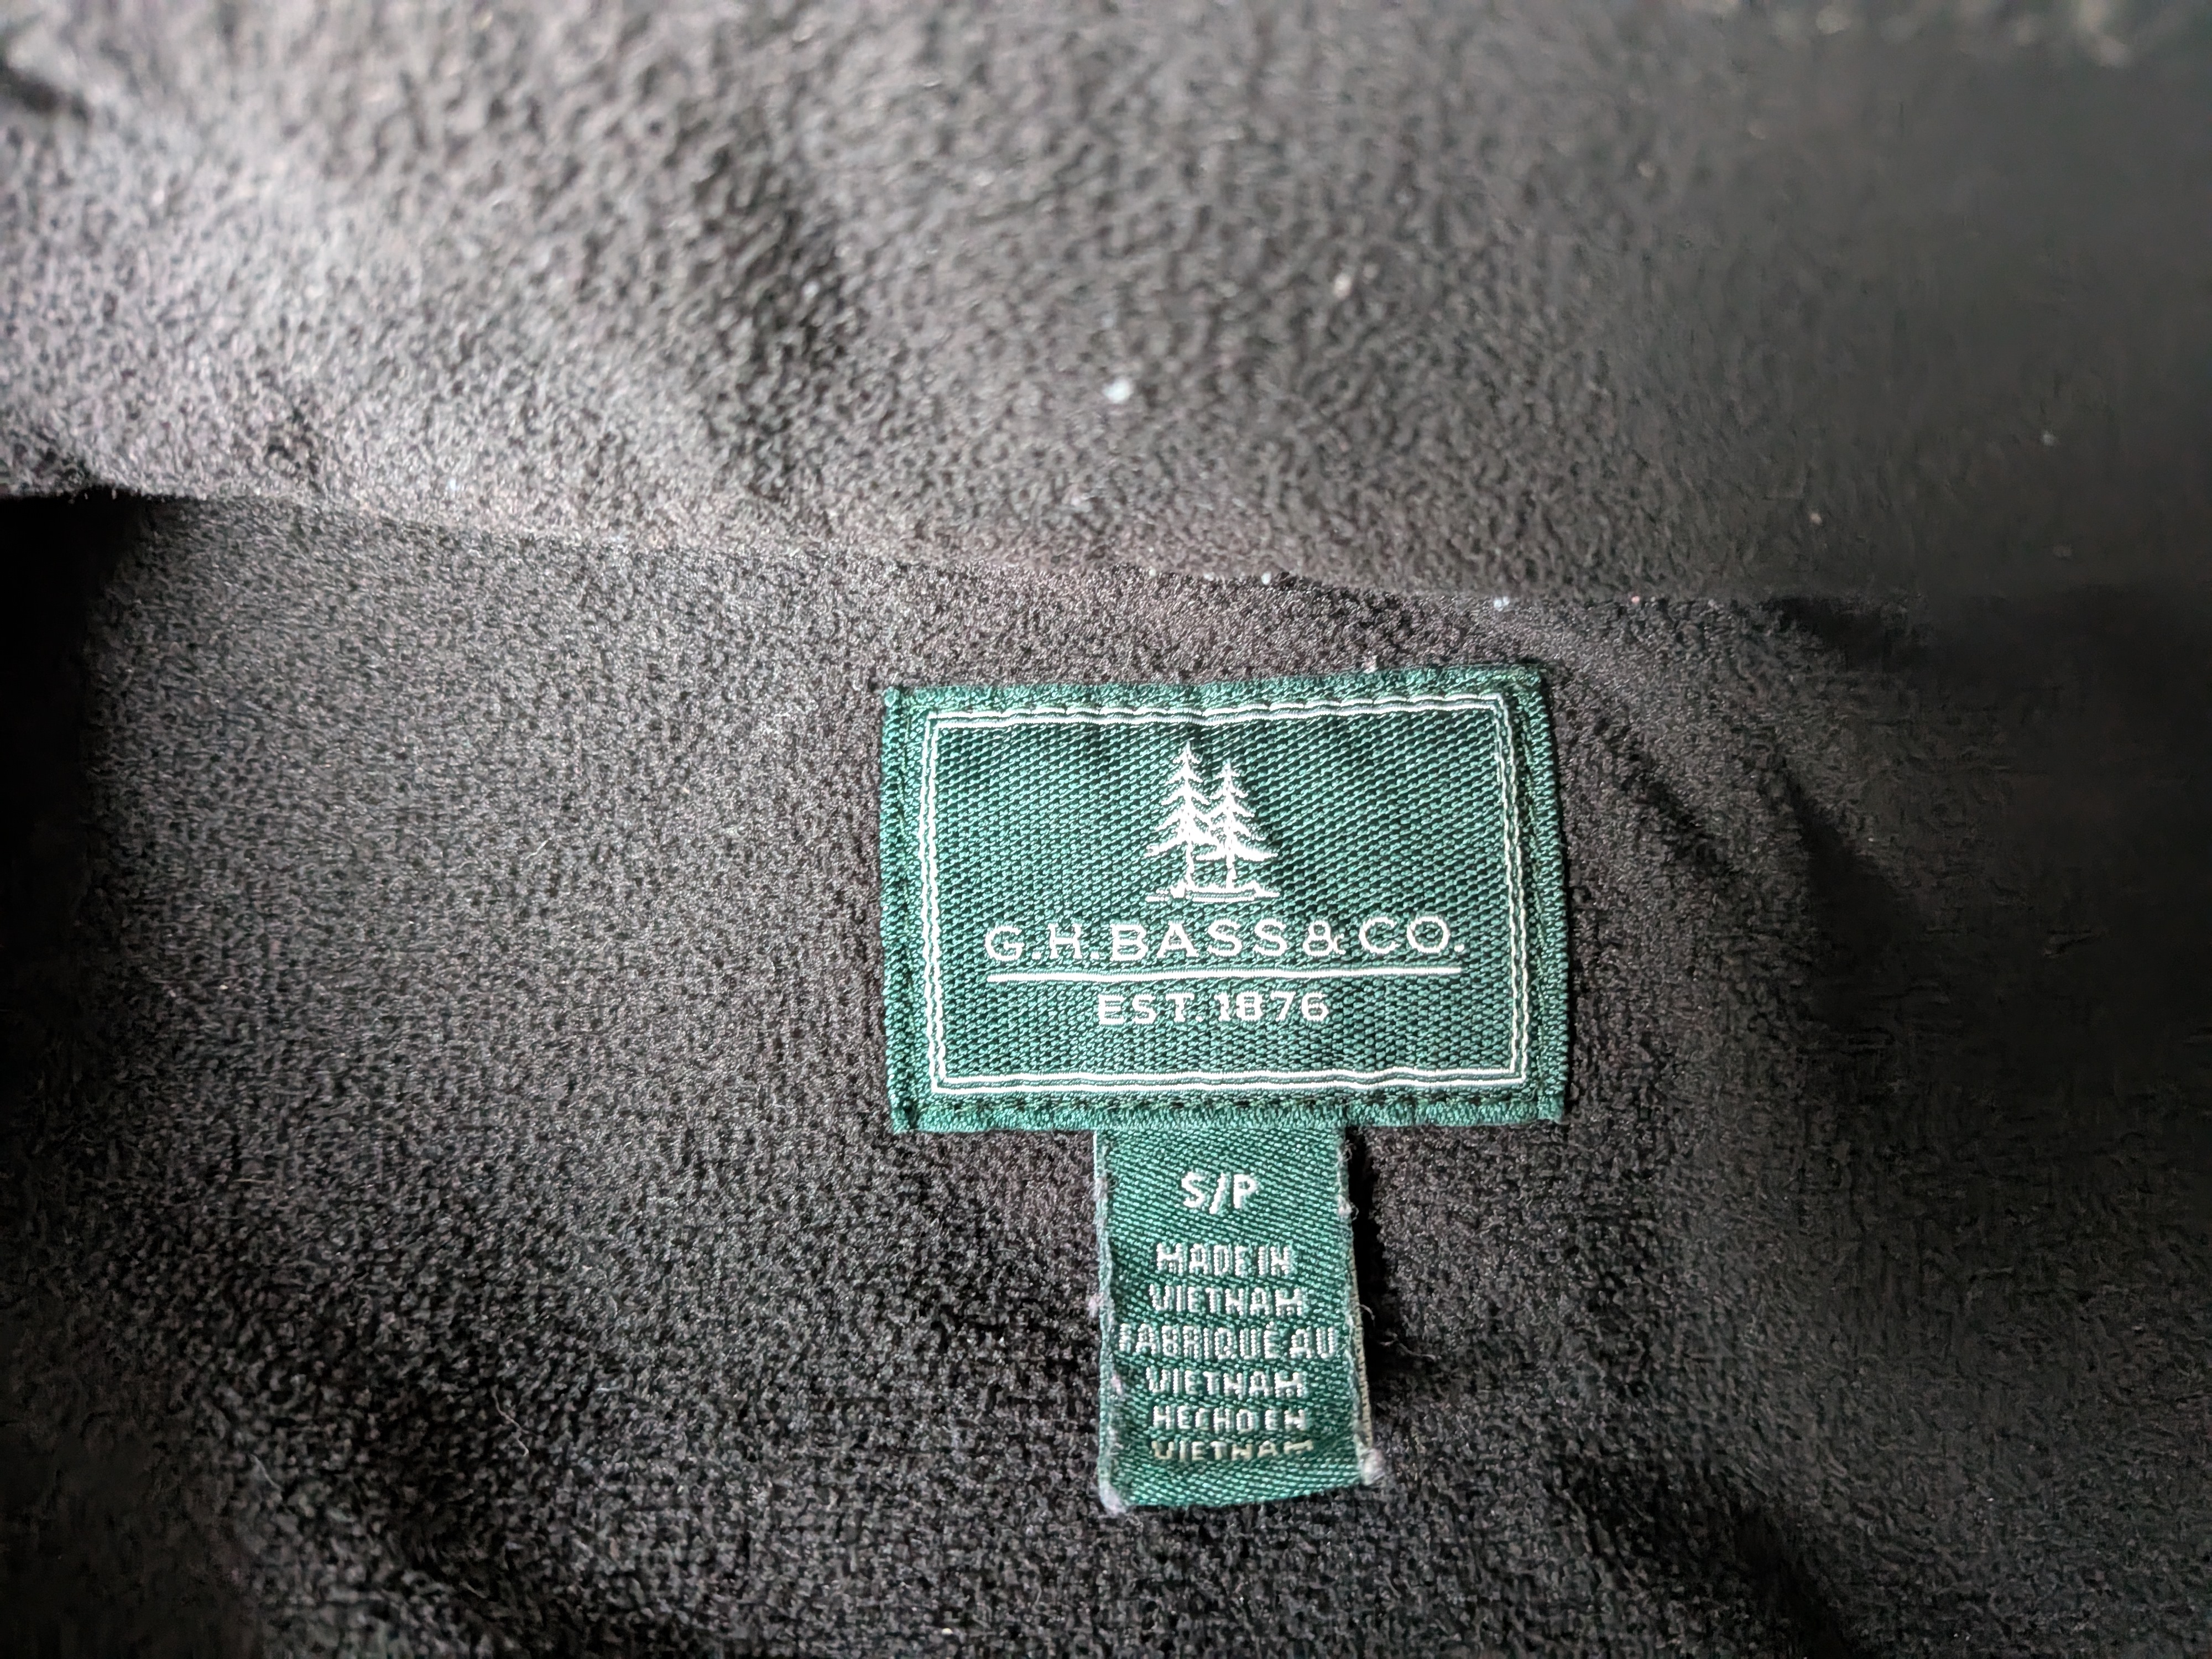 G.H.BASS & CO.
EST. 1876
S/P
MADE IN
VIETNAM
FABRIQUÉ AU
VIETNAM
HECHO EN
VIETNAM